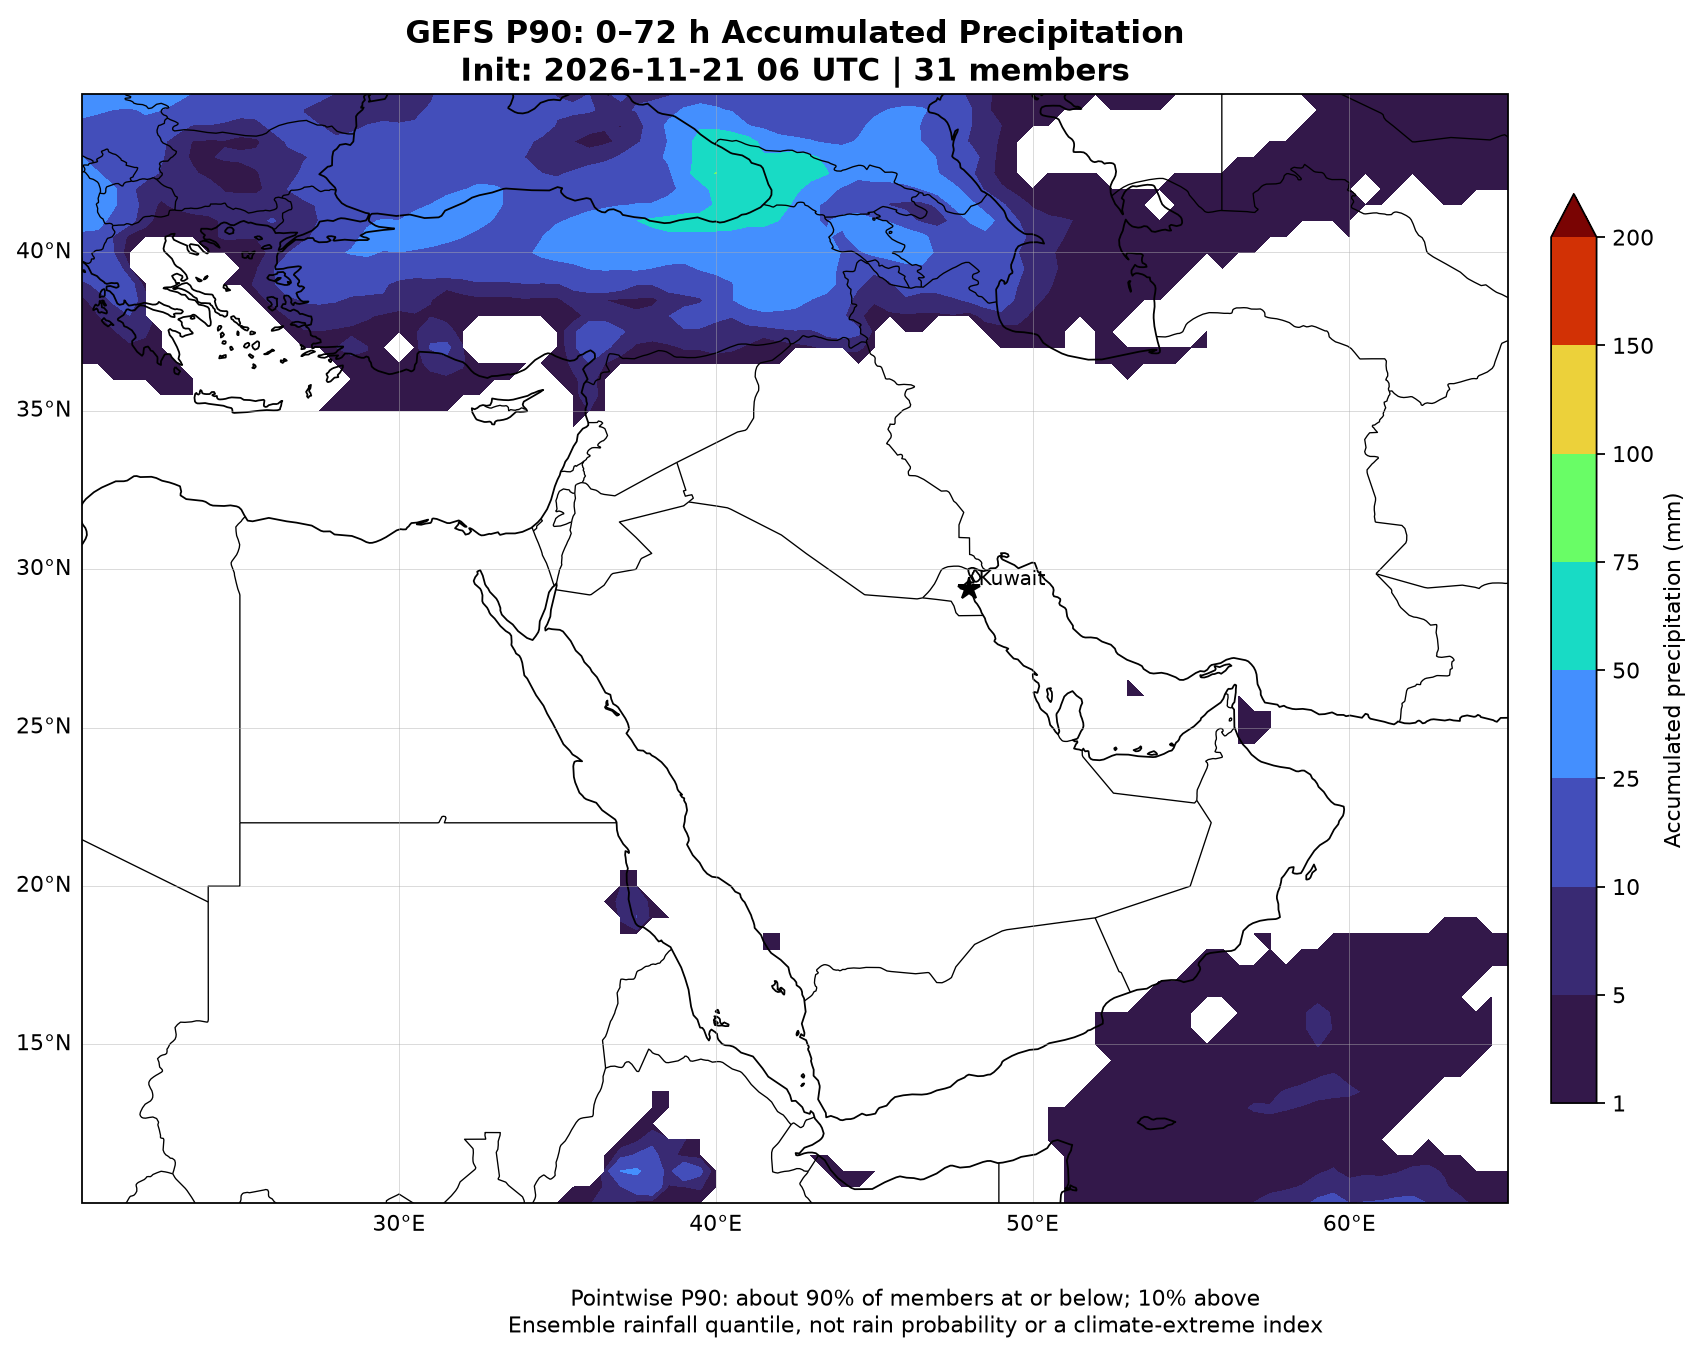 GEFS P90: 0–72 h Accumulated Precipitation
Init: 2026-11-21 06 UTC | 31 members
40°N
35°N
30°N
25°N
20°N
15°N
30°E
40°E
50°E
60°E
Kuwait
200
150
100
75
50
25
10
5
1
Accumulated precipitation (mm)
Pointwise P90: about 90% of members at or below; 10% above
Ensemble rainfall quantile, not rain probability or a climate-extreme index